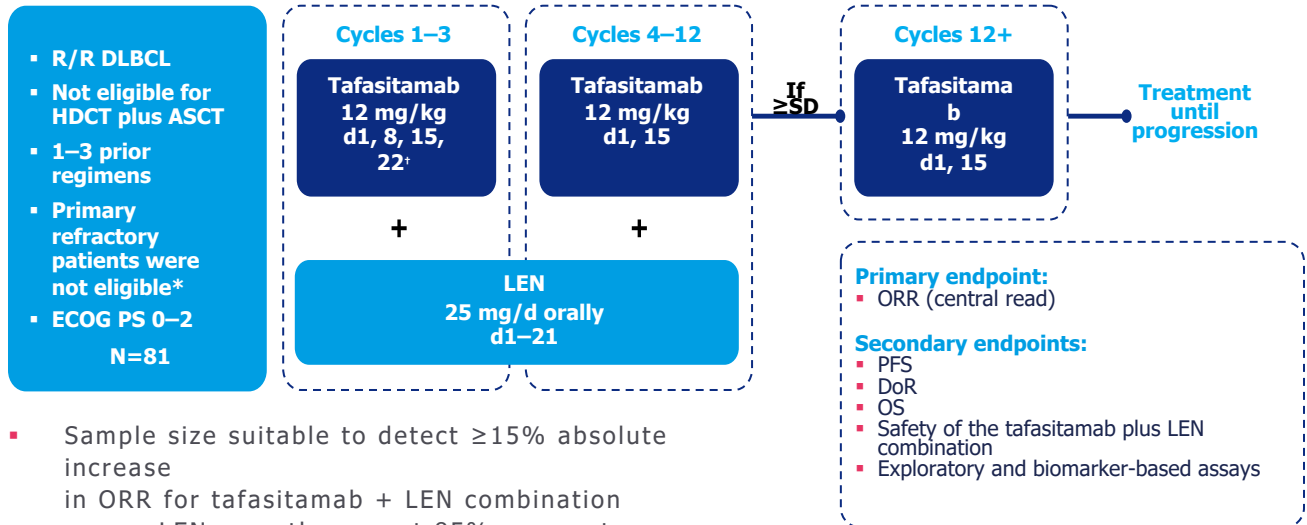 ▪ R/R DLBCL
▪ Not eligible for
HDCT plus ASCT
▪ 1–3 prior
regimens
▪ Primary
refractory
patients were
not eligible*
▪ ECOG PS 0–2
N=81
Cycles 1–3
Tafasitamab
12 mg/kg
d1, 8, 15,
22†
+
Cycles 4–12
Tafasitamab
12 mg/kg
d1, 15
+
LEN
25 mg/d orally
d1–21
If
≥SD
Cycles 12+
Tafasitama
b
12 mg/kg
d1, 15
Treatment
until
progression
Primary endpoint:
▪ ORR (central read)
Secondary endpoints:
▪ PFS
▪ DoR
▪ OS
▪ Safety of the tafasitamab plus LEN
combination
▪ Exploratory and biomarker-based assays
▪ Sample size suitable to detect ≥15% absolute
increase
in ORR for tafasitamab + LEN combination